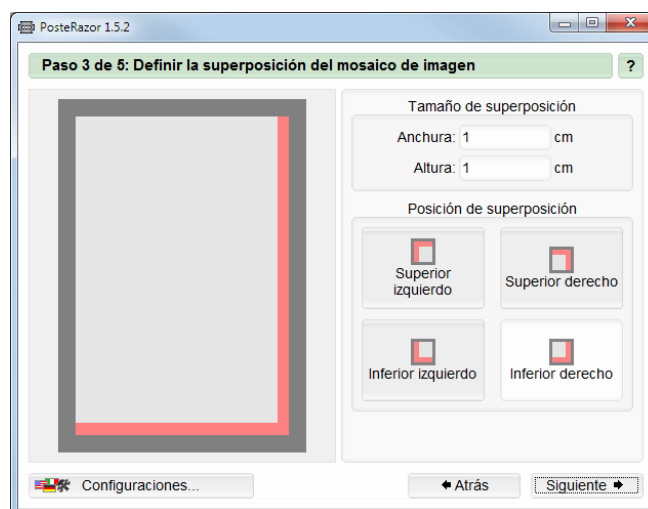 PosteRazor 1.5.2
Paso 3 de 5: Definir la superposición del mosaico de imagen
?
Tamaño de superposición
Anchura: 1 cm
Altura: 1 cm
Posición de superposición
Superior
izquierdo
Superior derecho
Inferior izquierdo
Inferior derecho
Configuraciones...
Atrás
Siguiente